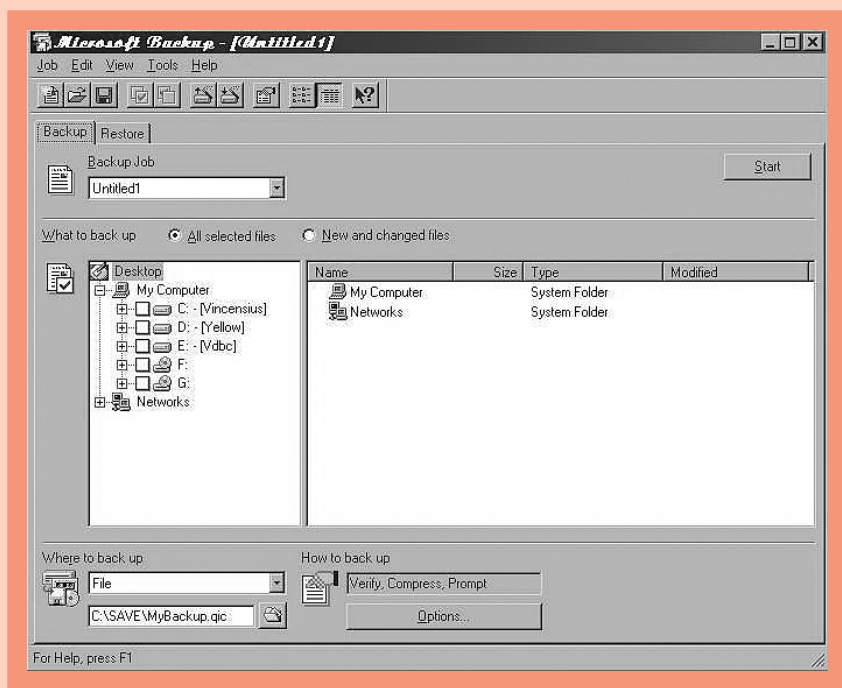 Microsoft Backup - [Untitled1]
Job Edit View Tools Help
Backup Restore
Backup Job
Start
Untitled1
What to back up All selected files New and changed files
Desktop
My Computer
C: - [Vincensius]
D: - [Yellow]
E: - [Vdbc]
F:
G:
Networks
Name Size Type Modified
My Computer System Folder
Networks System Folder
Where to back up
File
C:\SAVE\MyBackup.qic
How to back up
Verify, Compress, Prompt
Options...
For Help, press F1